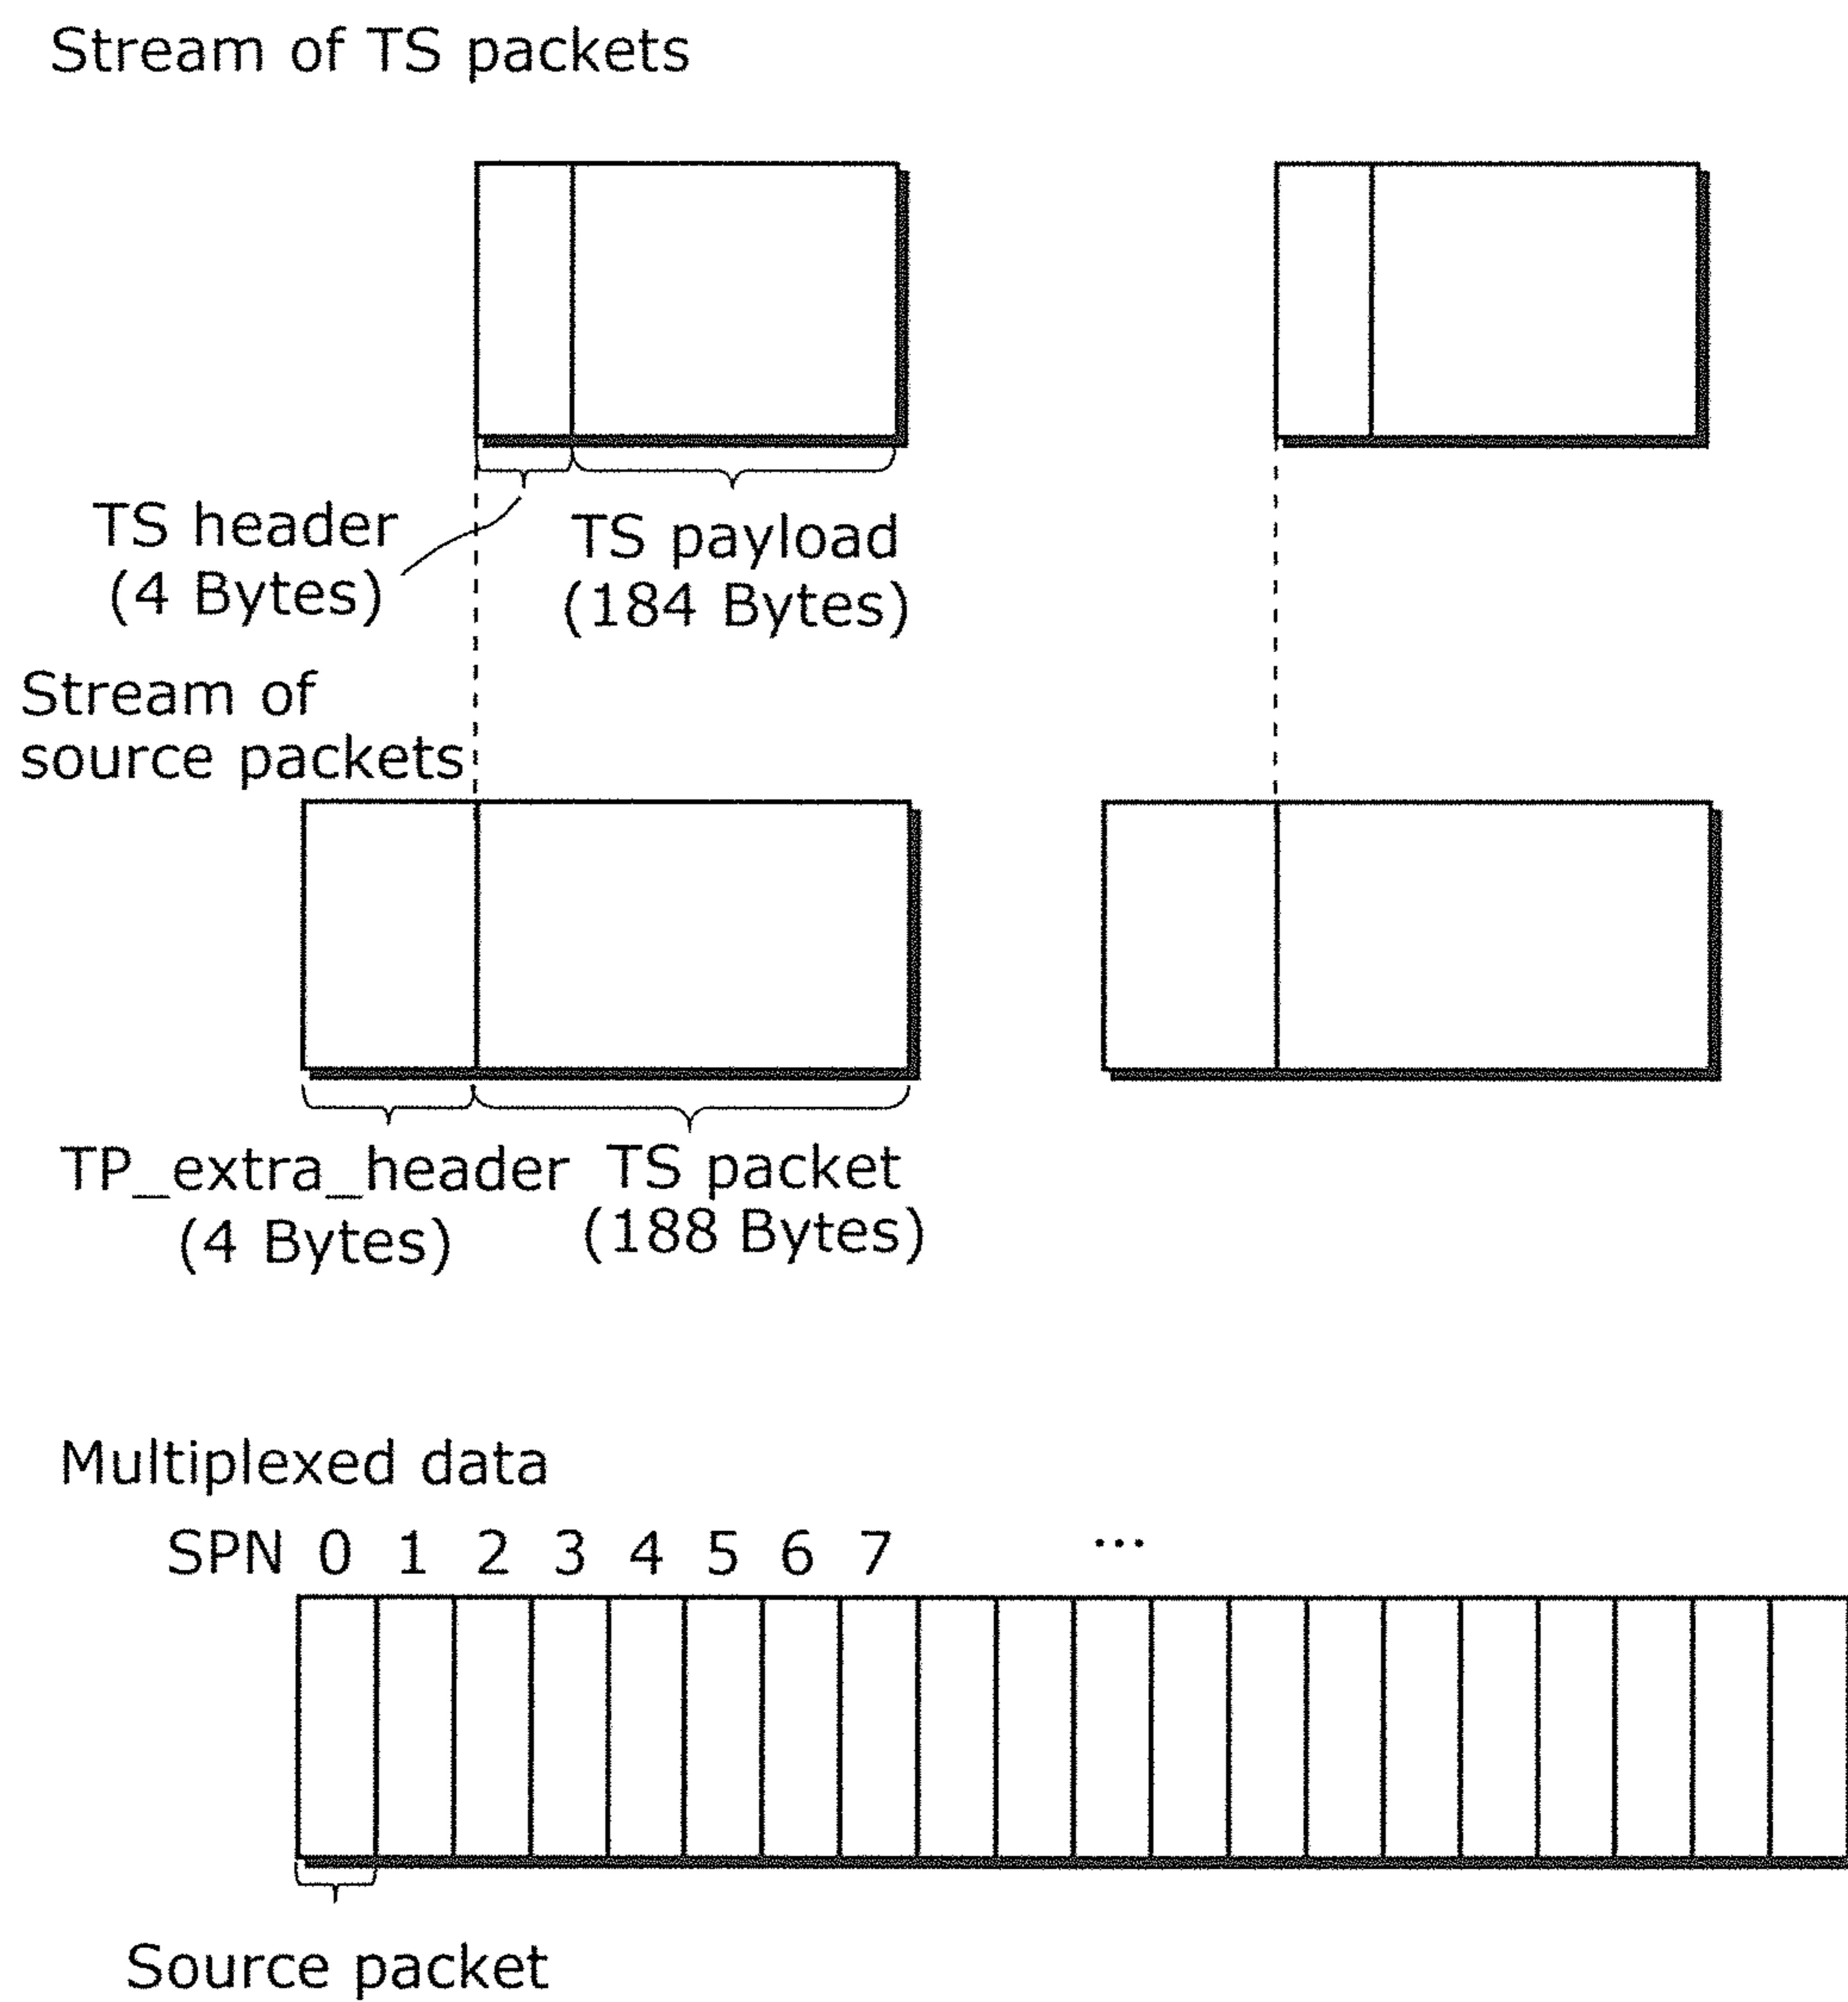 Stream of TS packets
TS header
(4 Bytes)
TS payload
(184 Bytes)
Stream of
source packets
TP_extra_header
(4 Bytes)
TS packet
(188 Bytes)
Multiplexed data
SPN 0 1 2 3 4 5 6 7 ...
Source packet